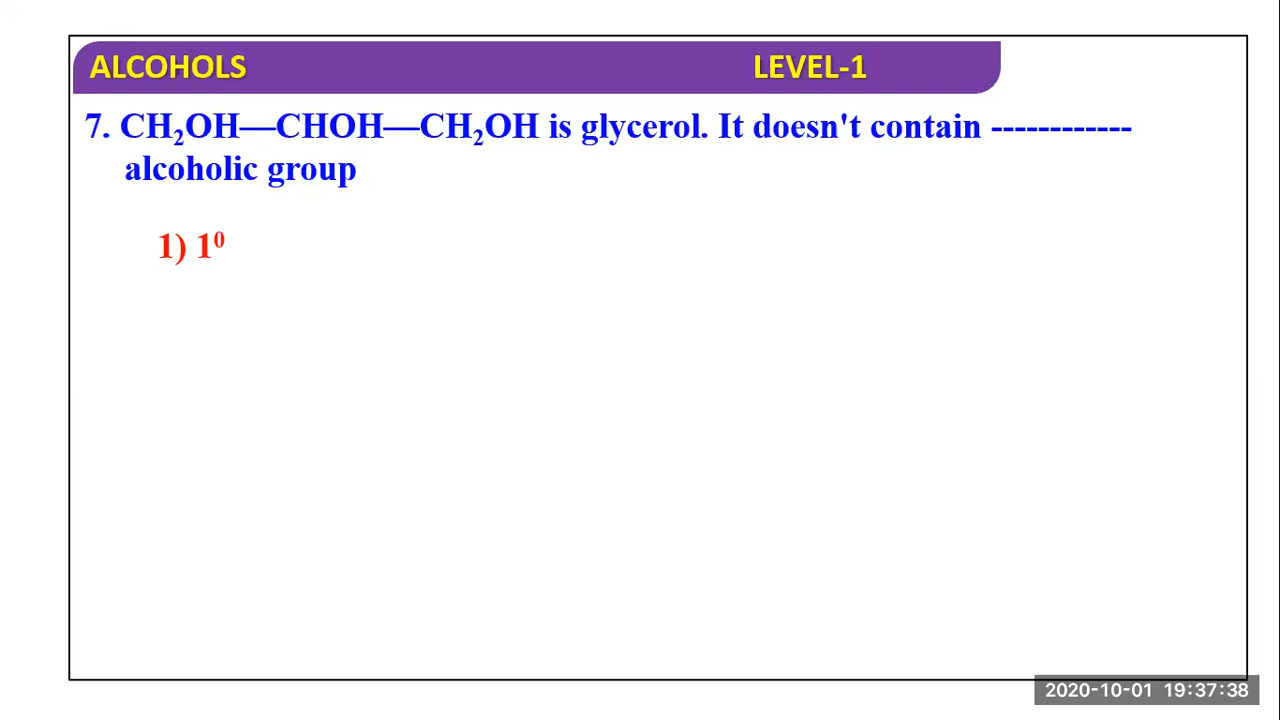 ALCOHOLS LEVEL-1
7. CH₂OH—CHOH—CH₂OH is glycerol. It doesn't contain ------------
alcoholic group
1) 1⁰
2020-10-01 19:37:38